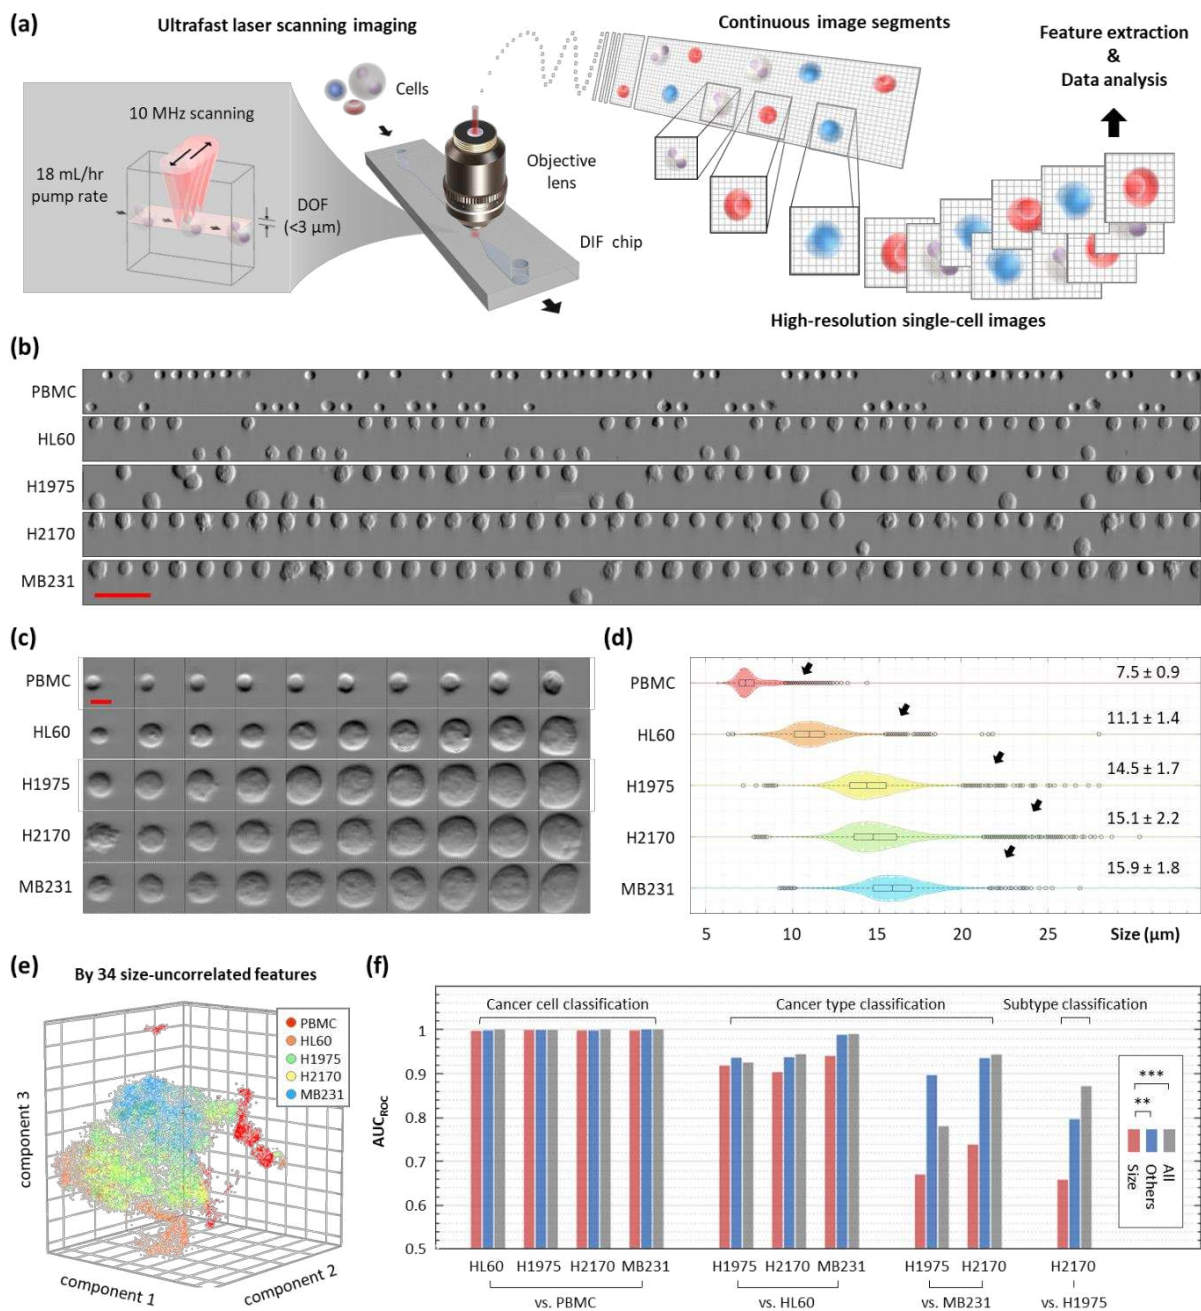 (a)
Ultrafast laser scanning imaging
Continuous image segments
Feature extraction
&
Data analysis
Cells
10 MHz scanning
18 mL/hr
pump rate
DOF
(<3 μm)
Objective
lens
DIF chip
High-resolution single-cell images
(b)
PBMC
HL60
H1975
H2170
MB231
(c)
PBMC
HL60
H1975
H2170
MB231
(d)
PBMC 7.5 ± 0.9
HL60 11.1 ± 1.4
H1975 14.5 ± 1.7
H2170 15.1 ± 2.2
MB231 15.9 ± 1.8
5 10 15 20 25 Size (μm)
(e)
By 34 size-uncorrelated features
PBMC
HL60
H1975
H2170
MB231
component 3
component 1
component 2
(f)
Cancer cell classification Cancer type classification Subtype classification
AUC_ROC
1
0.9
0.8
0.7
0.6
0.5
***
**
Size
Others
All
HL60 H1975 H2170 MB231 H1975 H2170 MB231 H1975 H2170 H2170
vs. PBMC vs. HL60 vs. MB231 vs. H1975